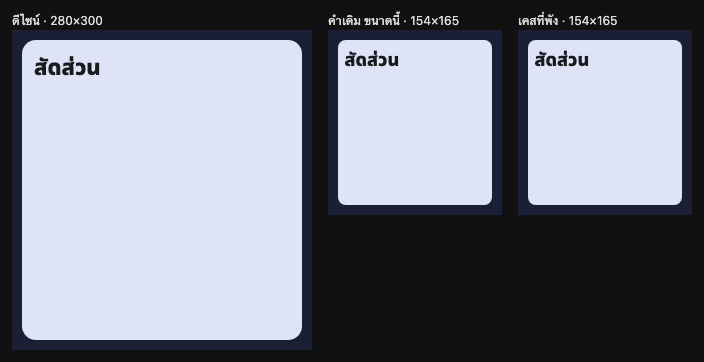 ดีไซน์ · 280×300
คำเดิม ขนาดนี้ · 154×165
เคสที่พัง · 154×165
สัดส่วน
สัดส่วน
สัดส่วน